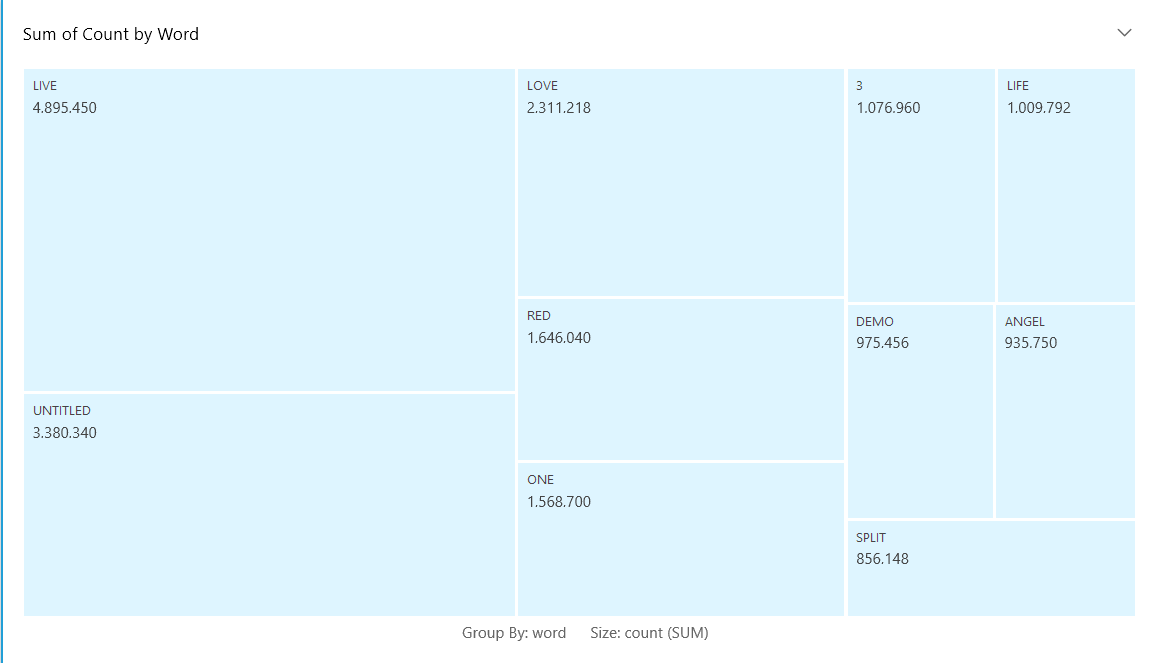 Sum of Count by Word
LIVE
4.895.450
LOVE
2.311.218
3
1.076.960
LIFE
1.009.792
RED
1.646.040
DEMO
975.456
ANGEL
935.750
UNTITLED
3.380.340
ONE
1.568.700
SPLIT
856.148
Group By: word Size: count (SUM)